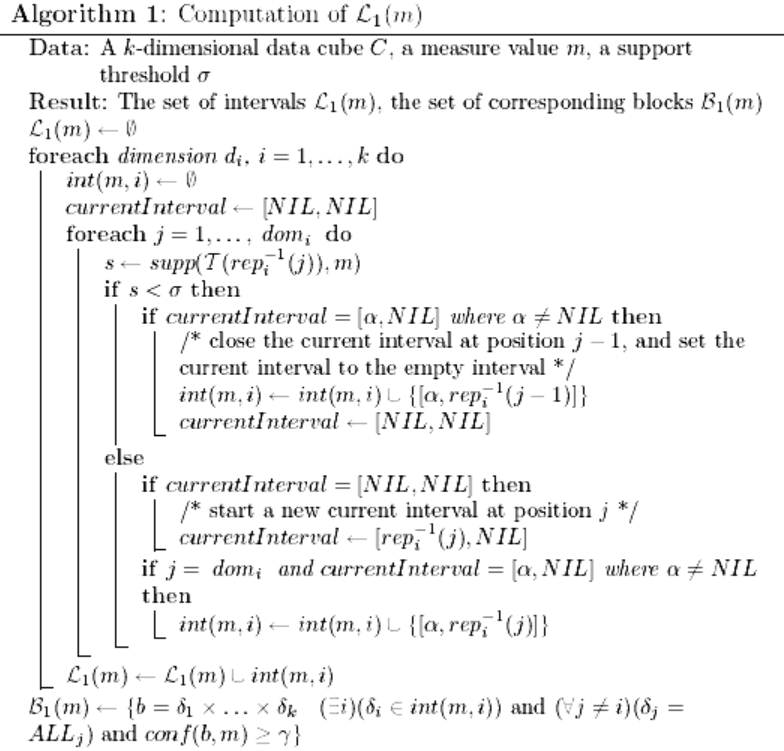 Algorithm 1: Computation of 𝓛₁(m)
Data: A k-dimensional data cube C, a measure value m, a support
threshold σ
Result: The set of intervals 𝓛₁(m), the set of corresponding blocks 𝓑₁(m)
𝓛₁(m) ← ∅
foreach dimension dᵢ, i = 1, . . . , k do
int(m, i) ← ∅
currentInterval ← [NIL, NIL]
foreach j = 1, . . . , domᵢ do
s ← supp(𝒯(repᵢ⁻¹(j)), m)
if s < σ then
if currentInterval = [α, NIL] where α ≠ NIL then
/* close the current interval at position j − 1, and set the
current interval to the empty interval */
int(m, i) ← int(m, i) ∪ {[α, repᵢ⁻¹(j − 1)]}
currentInterval ← [NIL, NIL]
else
if currentInterval = [NIL, NIL] then
/* start a new current interval at position j */
currentInterval ← [repᵢ⁻¹(j), NIL]
if j = domᵢ and currentInterval = [α, NIL] where α ≠ NIL
then
int(m, i) ← int(m, i) ∪ {[α, repᵢ⁻¹(j)]}
𝓛₁(m) ← 𝓛₁(m) ∪ int(m, i)
𝓑₁(m) ← {b = δ₁ × . . . × δₖ (∃i)(δᵢ ∈ int(m, i)) and (∀j ≠ i)(δⱼ =
ALLⱼ) and conf(b, m) ≥ γ}